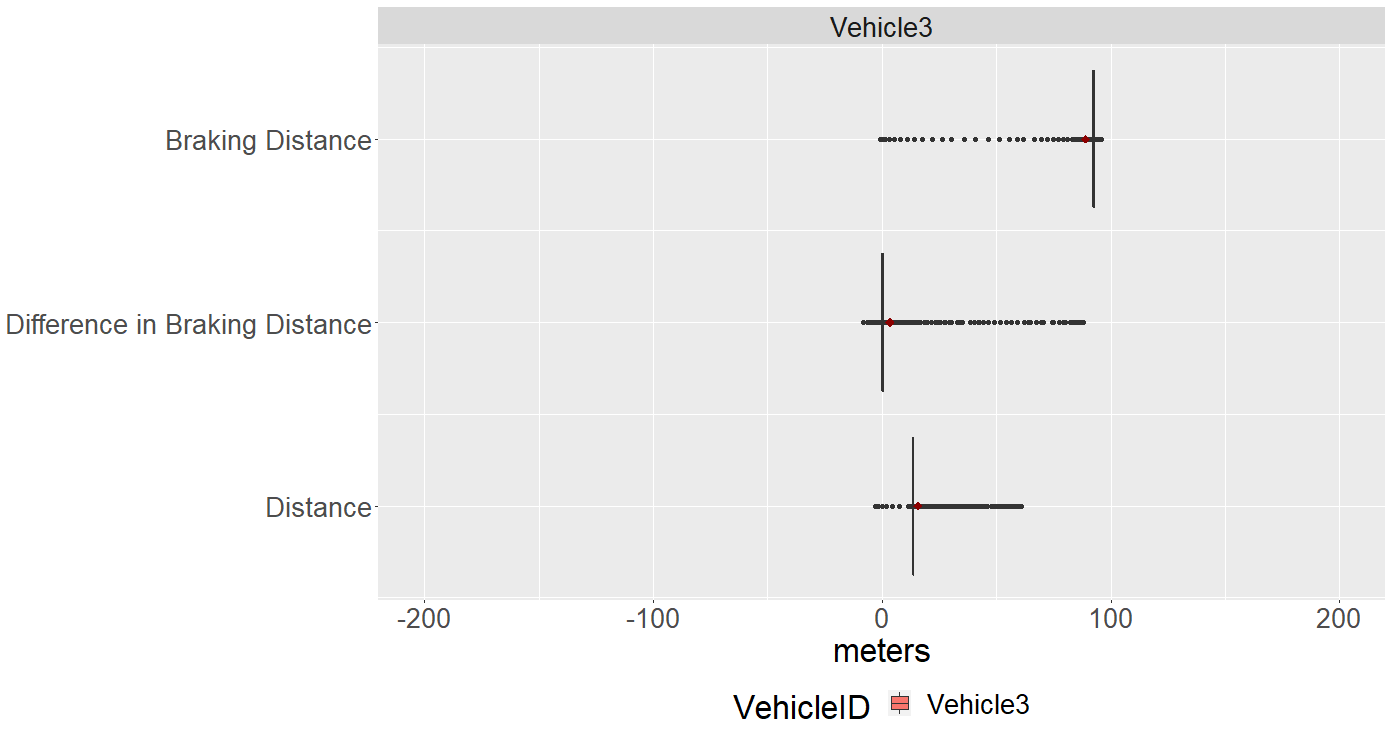 Vehicle3
Braking Distance
Difference in Braking Distance
Distance
-200 -100 0 100 200
meters
VehicleID Vehicle3